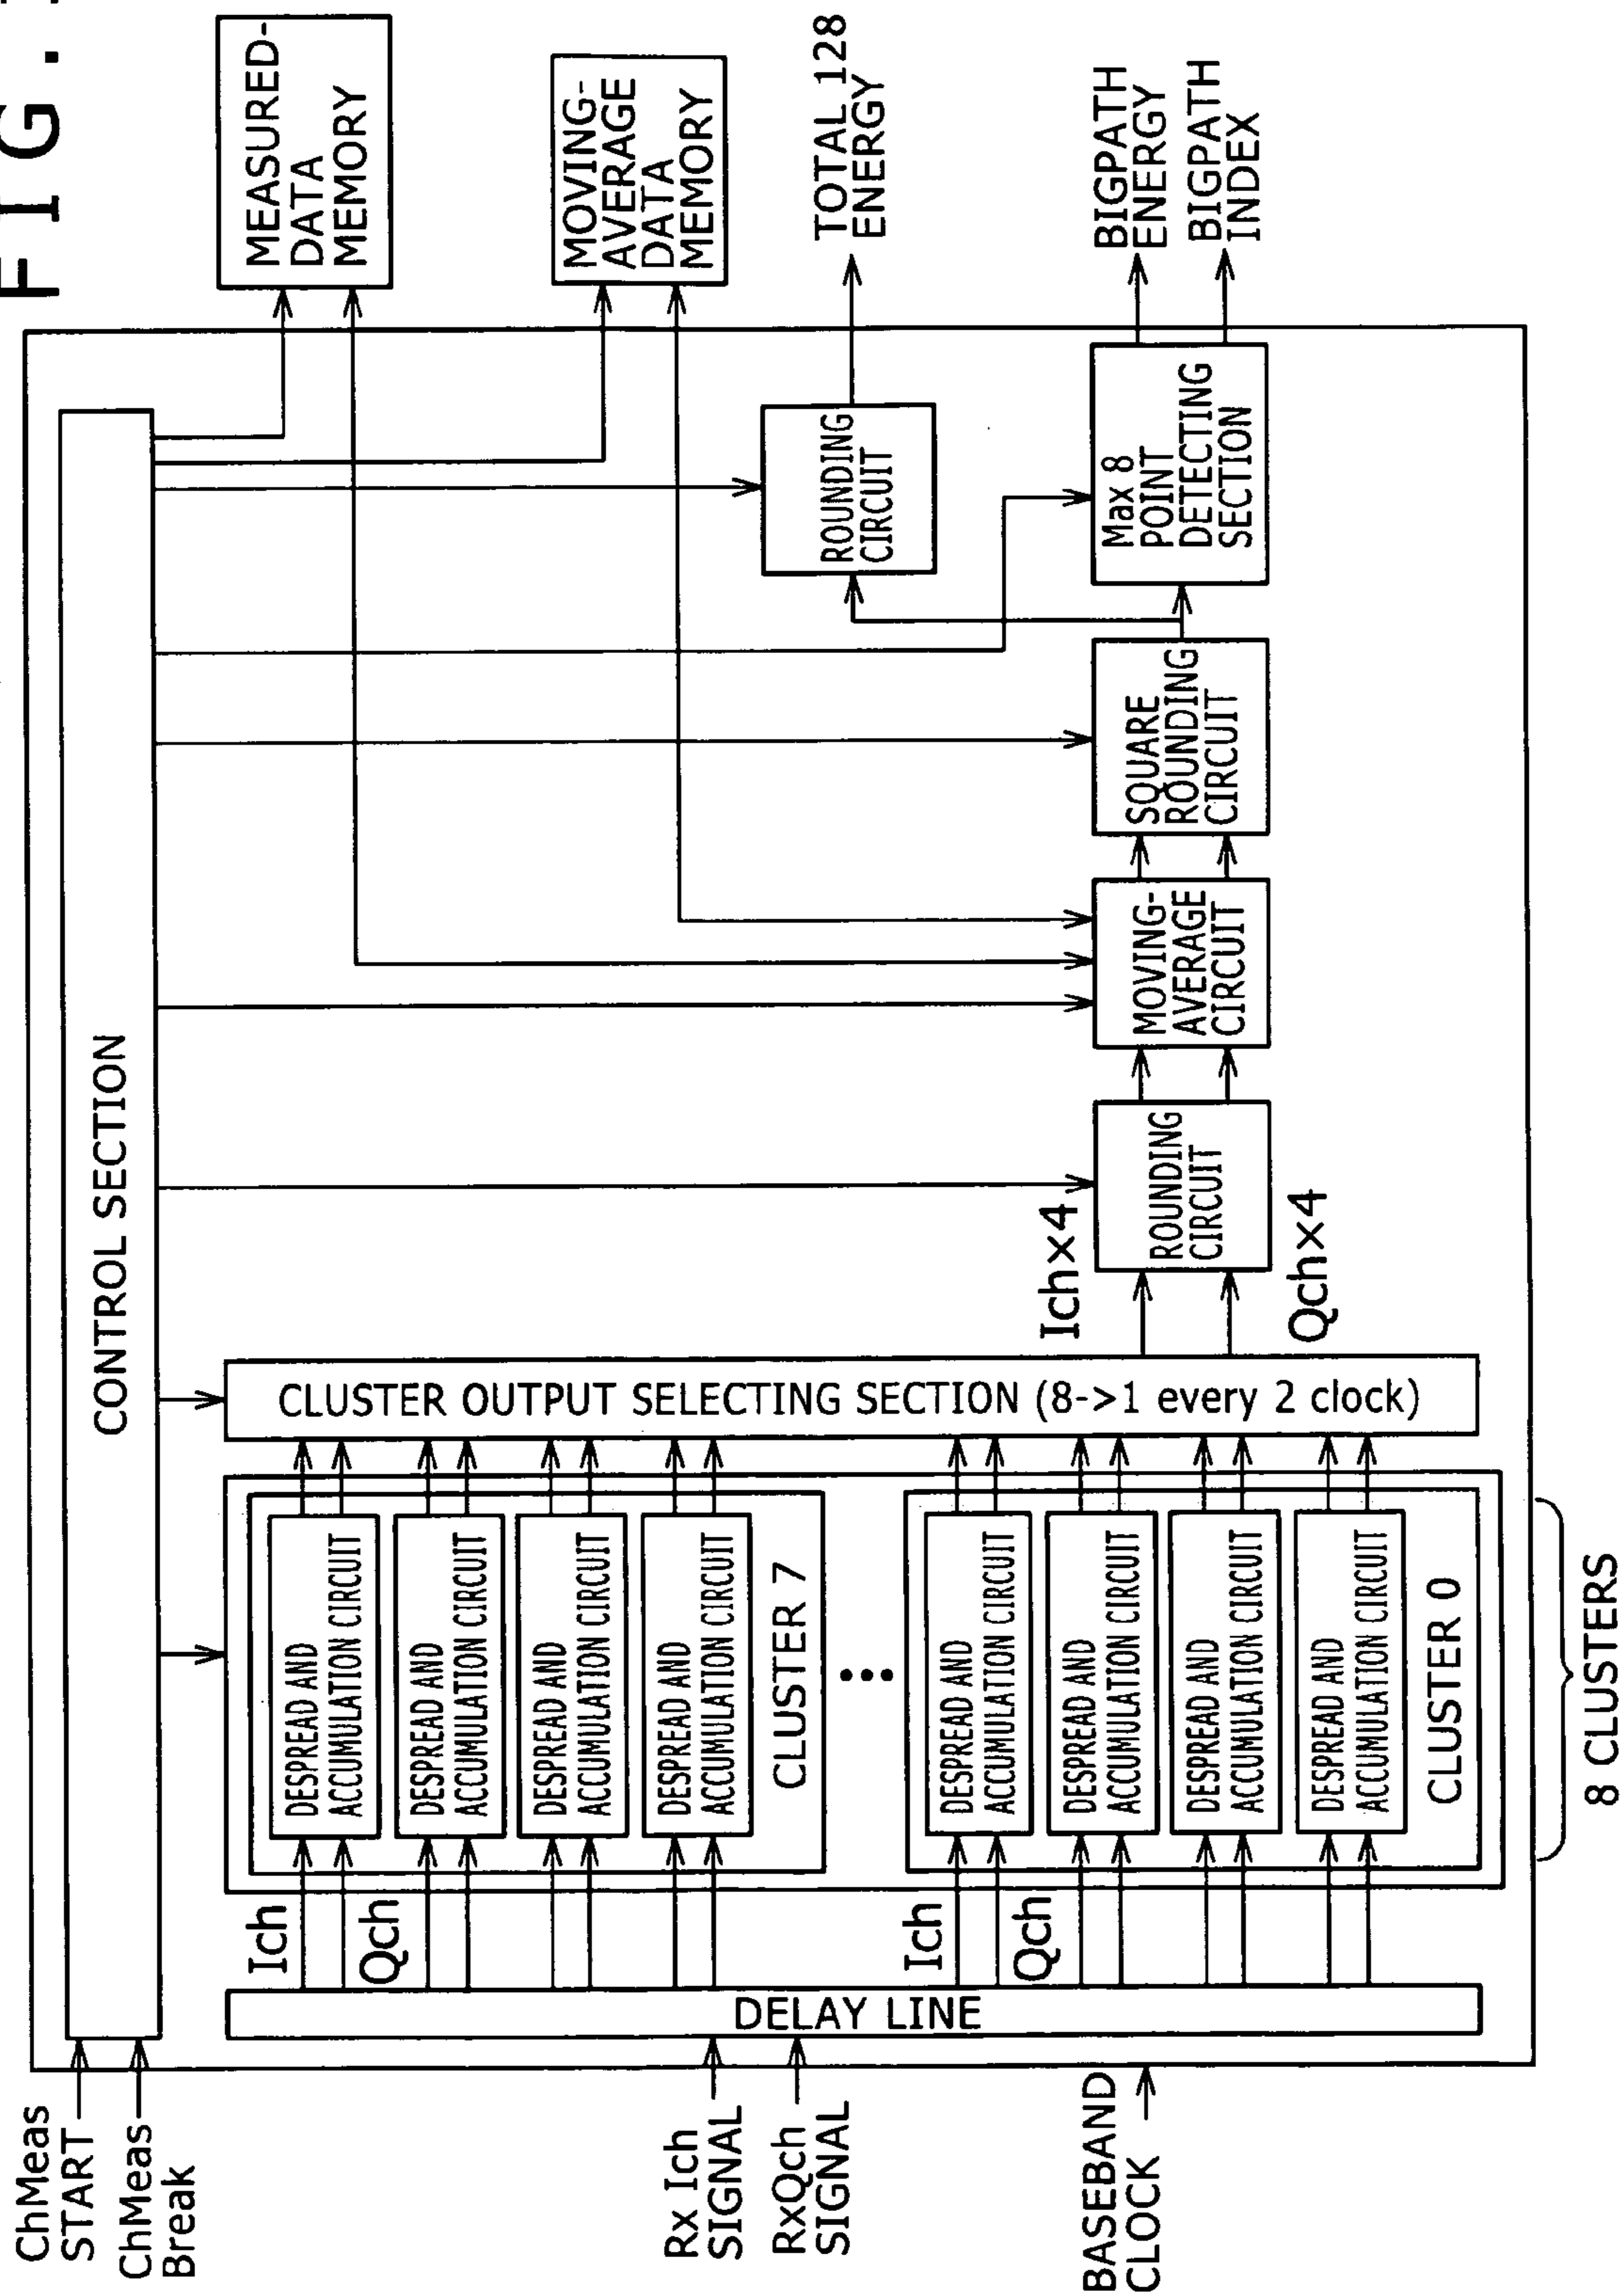 FIG.
ChMeas
START
ChMeas
Break
CONTROL SECTION
MEASURED-
DATA
MEMORY
MOVING-
AVERAGE
DATA
MEMORY
TOTAL 128
ENERGY
BIGPATH
ENERGY
BIGPATH
INDEX
Rx Ich
SIGNAL
RxQch
SIGNAL
BASEBAND
CLOCK
DELAY LINE
Ich
Qch
DESPREAD AND
ACCUMULATION CIRCUIT
DESPREAD AND
ACCUMULATION CIRCUIT
DESPREAD AND
ACCUMULATION CIRCUIT
DESPREAD AND
ACCUMULATION CIRCUIT
CLUSTER 7
Ich
Qch
DESPREAD AND
ACCUMULATION CIRCUIT
DESPREAD AND
ACCUMULATION CIRCUIT
DESPREAD AND
ACCUMULATION CIRCUIT
DESPREAD AND
ACCUMULATION CIRCUIT
CLUSTER 0
8 CLUSTERS
CLUSTER OUTPUT SELECTING SECTION (8->1 every 2 clock)
Ich×4
Qch×4
ROUNDING
CIRCUIT
MOVING-
AVERAGE
CIRCUIT
SQUARE
ROUNDING
CIRCUIT
ROUNDING
CIRCUIT
Max 8
POINT
DETECTING
SECTION